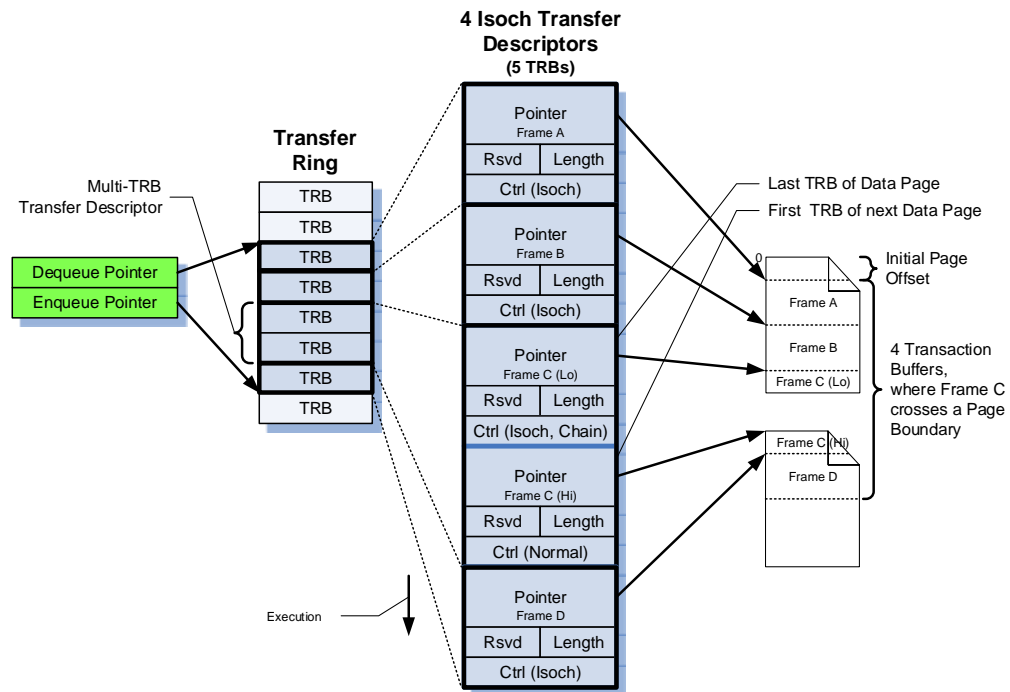 4 Isoch Transfer
Descriptors
(5 TRBs)
Transfer
Ring
Multi-TRB
Transfer Descriptor
Dequeue Pointer
Enqueue Pointer
TRB
TRB
TRB
TRB
TRB
TRB
TRB
TRB
Execution
Pointer
Frame A
Rsvd Length
Ctrl (Isoch)
Pointer
Frame B
Rsvd Length
Ctrl (Isoch)
Pointer
Frame C (Lo)
Rsvd Length
Ctrl (Isoch, Chain)
Pointer
Frame C (Hi)
Rsvd Length
Ctrl (Normal)
Pointer
Frame D
Rsvd Length
Ctrl (Isoch)
Last TRB of Data Page
First TRB of next Data Page
0
Initial Page
Offset
Frame A
Frame B
Frame C (Lo)
Frame C (Hi)
Frame D
4 Transaction
Buffers,
where Frame C
crosses a Page
Boundary